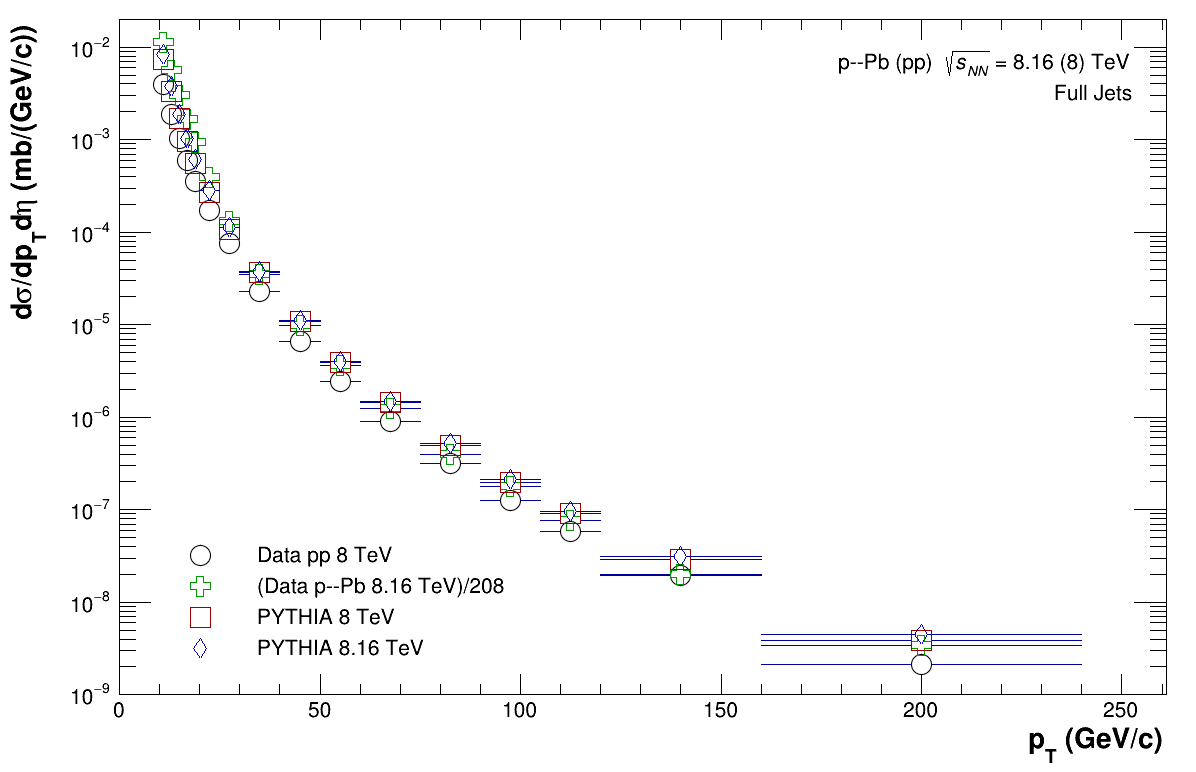 dσ/dp_T dη (mb/(GeV/c))
10⁻²
10⁻³
10⁻⁴
10⁻⁵
10⁻⁶
10⁻⁷
10⁻⁸
10⁻⁹
p--Pb (pp) √s_NN = 8.16 (8) TeV
Full Jets
Data pp 8 TeV
(Data p--Pb 8.16 TeV)/208
PYTHIA 8 TeV
PYTHIA 8.16 TeV
0 50 100 150 200 250
p_T (GeV/c)